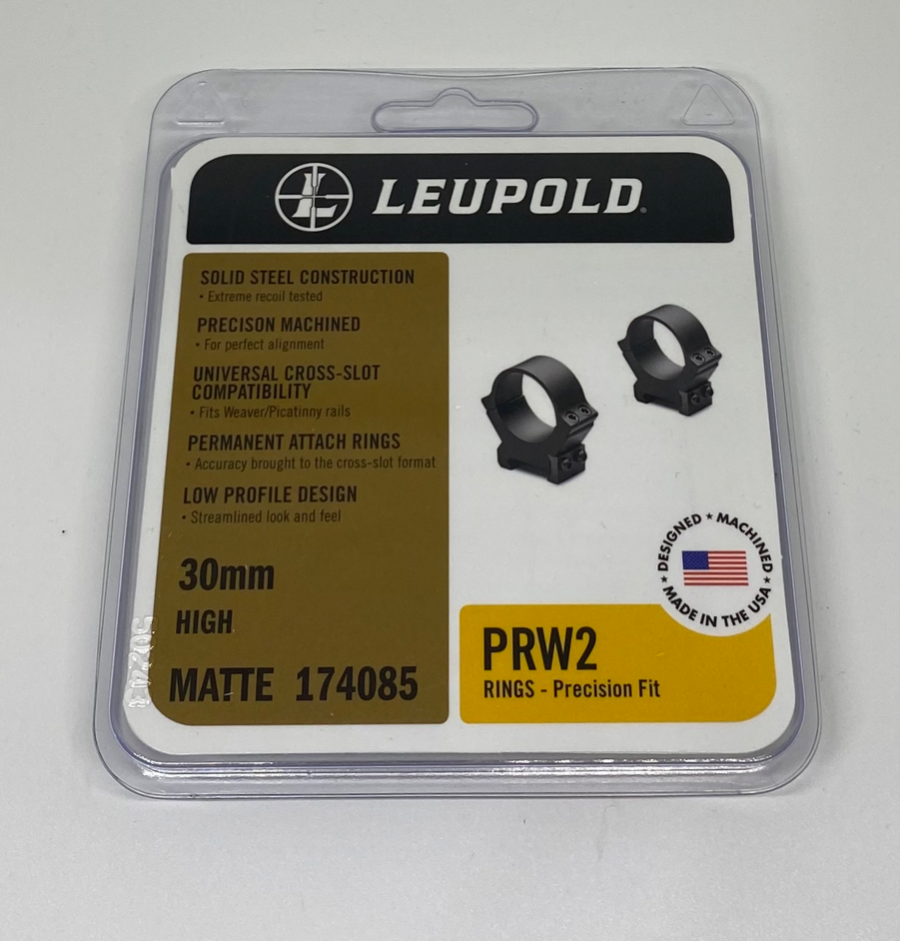 LEUPOLD
SOLID STEEL CONSTRUCTION
• Extreme recoil tested
PRECISON MACHINED
• For perfect alignment
UNIVERSAL CROSS-SLOT
COMPATIBILITY
• Fits Weaver/Picatinny rails
PERMANENT ATTACH RINGS
• Accuracy brought to the cross-slot format
LOW PROFILE DESIGN
• Streamlined look and feel
30mm
HIGH
MATTE 174085
DESIGNED ★ MACHINED ★
MADE IN THE USA ★
PRW2
RINGS - Precision Fit